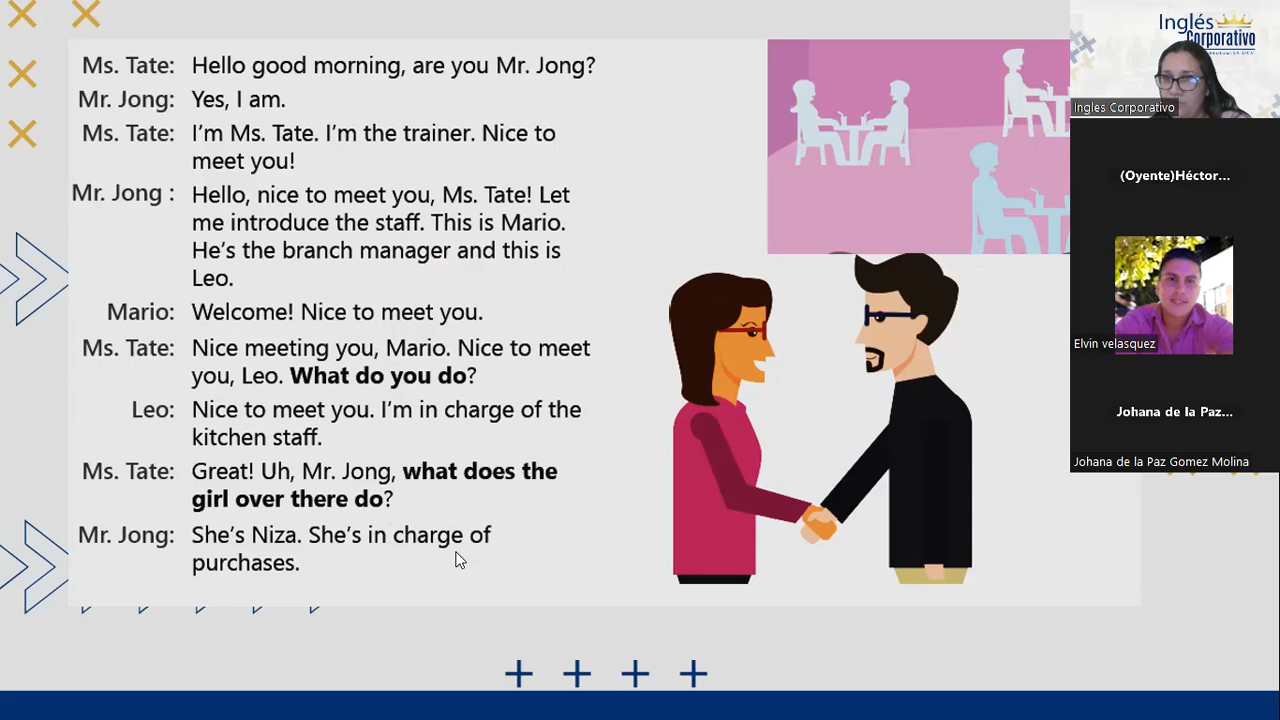 Ms. Tate: Hello good morning, are you Mr. Jong?
Mr. Jong: Yes, I am.
Ms. Tate: I'm Ms. Tate. I'm the trainer. Nice to
meet you!
Mr. Jong : Hello, nice to meet you, Ms. Tate! Let
me introduce the staff. This is Mario.
He's the branch manager and this is
Leo.
Mario: Welcome! Nice to meet you.
Ms. Tate: Nice meeting you, Mario. Nice to meet
you, Leo. What do you do?
Leo: Nice to meet you. I'm in charge of the
kitchen staff.
Ms. Tate: Great! Uh, Mr. Jong, what does the
girl over there do?
Mr. Jong: She's Niza. She's in charge of
purchases.
Inglés
Corporativo
Ingles Corporativo
(Oyente)Héctor...
Elvin velasquez
Johana de la Paz...
Johana de la Paz Gomez Molina